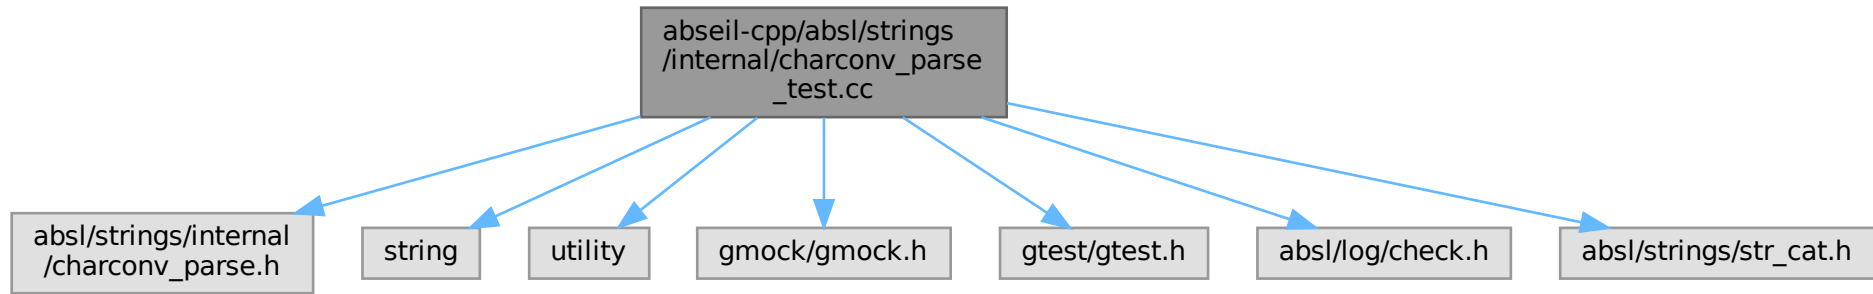 abseil-cpp/absl/strings
/internal/charconv_parse
_test.cc
absl/strings/internal
/charconv_parse.h
string
utility
gmock/gmock.h
gtest/gtest.h
absl/log/check.h
absl/strings/str_cat.h